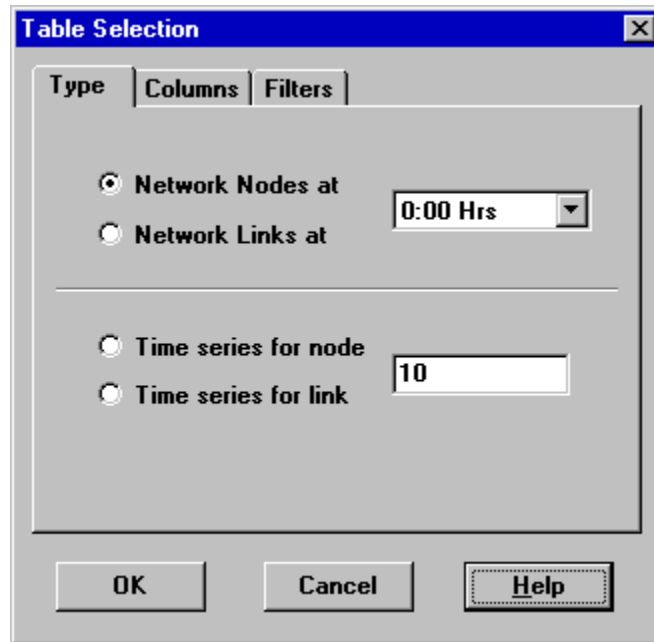 Table Selection
Type Columns Filters
Network Nodes at
0:00 Hrs
Network Links at
Time series for node
10
Time series for link
OK Cancel Help